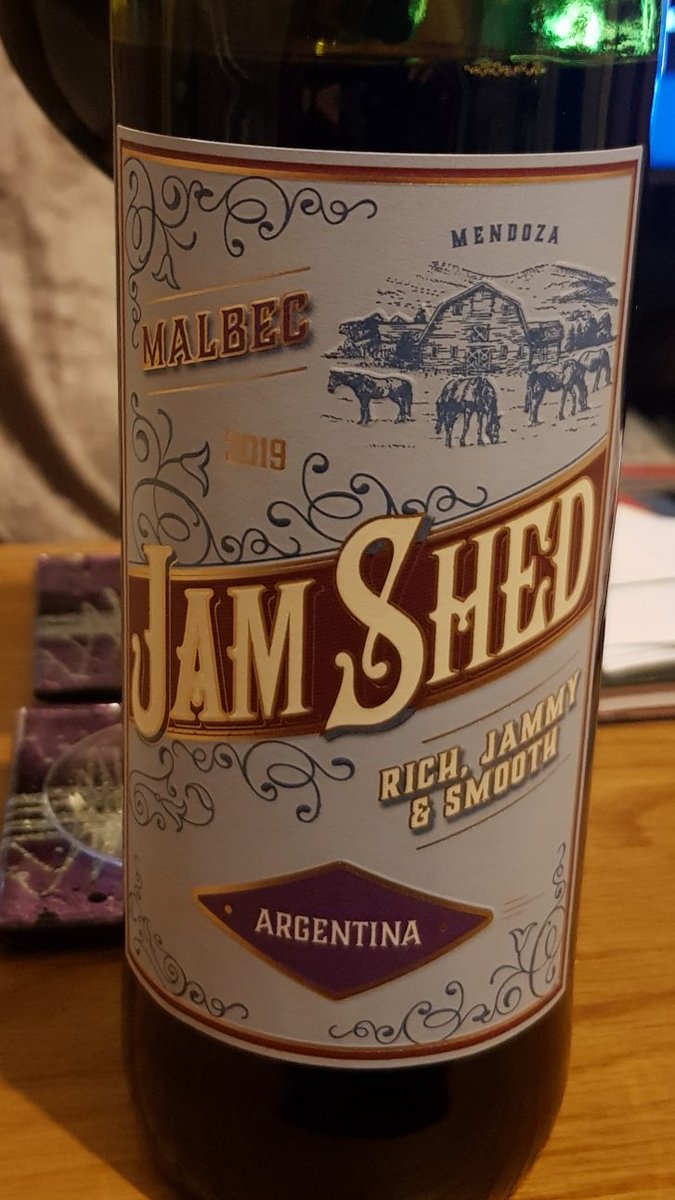 MENDOZA
MALBEC
2019
JAM SHED
RICH, JAMMY
& SMOOTH
ARGENTINA